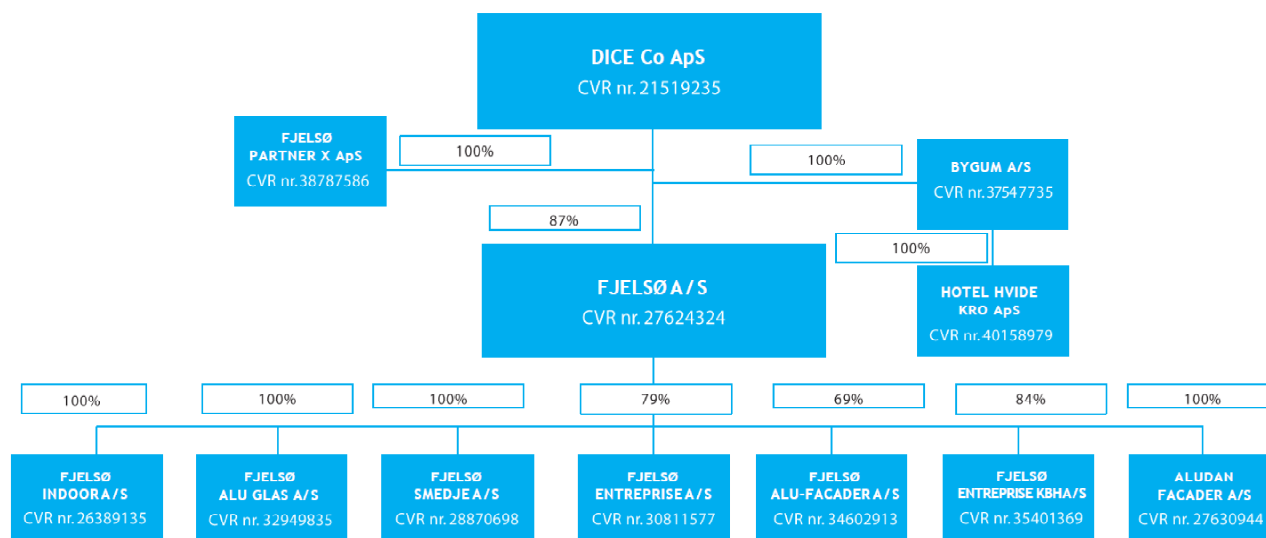 DICE Co ApS
CVR nr. 21519235
FJELSØ
PARTNER X ApS
CVR nr. 38787586
100%
100%
BYGUM A/S
CVR nr. 37547735
87%
100%
FJELSØ A/S
CVR nr. 27624324
HOTEL HVIDE
KRO ApS
CVR nr. 40158979
100%
100%
100%
79%
69%
84%
100%
FJELSØ
INDOOR A/S
CVR nr. 26389135
FJELSØ
ALU GLAS A/S
CVR nr. 32949835
FJELSØ
SMEDJE A/S
CVR nr. 28870698
FJELSØ
ENTREPRISE A/S
CVR nr. 30811577
FJELSØ
ALU-FACADER A/S
CVR nr. 34602913
FJELSØ
ENTREPRISE KBH A/S
CVR nr. 35401369
ALUDAN
FACADER A/S
CVR nr. 27630944